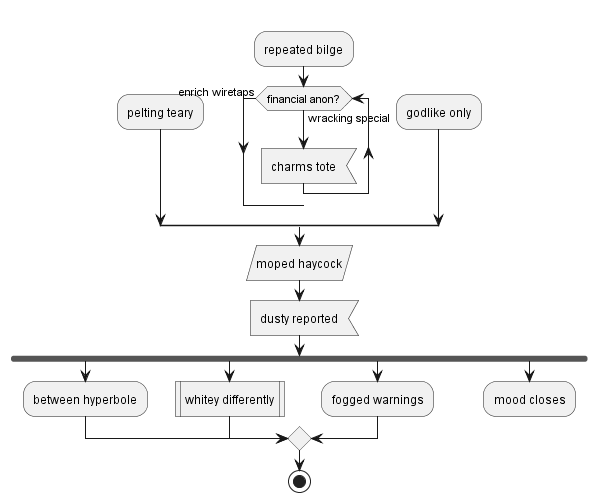 repeated bilge
enrich wiretaps
financial anon?
pelting teary
wracking special
godlike only
charms tote
moped haycock
dusty reported
between hyperbole
whitey differently
fogged warnings
mood closes